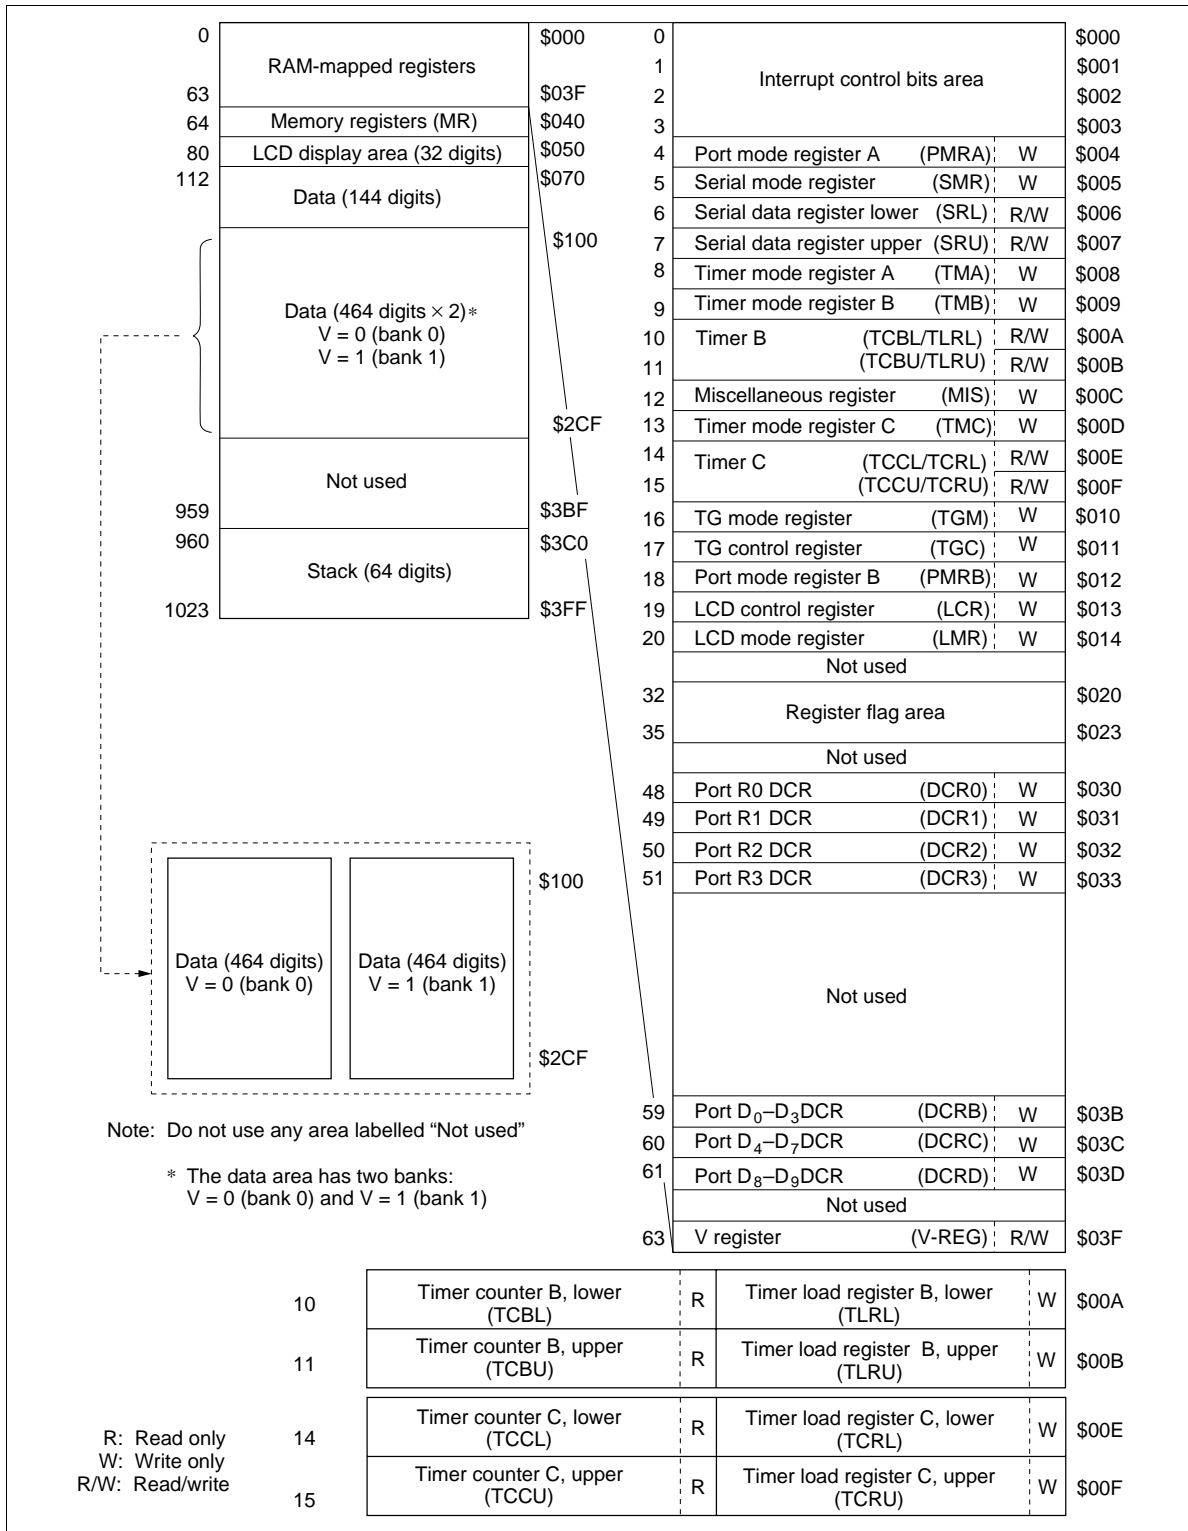 0 RAM-mapped registers $000
63 $03F
64 Memory registers (MR) $040
80 LCD display area (32 digits) $050
112 $070
Data (144 digits)
$100
Data (464 digits × 2)*
V = 0 (bank 0)
V = 1 (bank 1)
$2CF
Not used
959 $3BF
960 $3C0
Stack (64 digits)
1023 $3FF
0 $000
1 $001
Interrupt control bits area
2 $002
3 $003
4 Port mode register A (PMRA) W $004
5 Serial mode register (SMR) W $005
6 Serial data register lower (SRL) R/W $006
7 Serial data register upper (SRU) R/W $007
8 Timer mode register A (TMA) W $008
9 Timer mode register B (TMB) W $009
10 Timer B (TCBL/TLRL) R/W $00A
11 (TCBU/TLRU) R/W $00B
12 Miscellaneous register (MIS) W $00C
13 Timer mode register C (TMC) W $00D
14 Timer C (TCCL/TCRL) R/W $00E
15 (TCCU/TCRU) R/W $00F
16 TG mode register (TGM) W $010
17 TG control register (TGC) W $011
18 Port mode register B (PMRB) W $012
19 LCD control register (LCR) W $013
20 LCD mode register (LMR) W $014
Not used
32 $020
Register flag area
35 $023
Not used
48 Port R0 DCR (DCR0) W $030
49 Port R1 DCR (DCR1) W $031
50 Port R2 DCR (DCR2) W $032
51 Port R3 DCR (DCR3) W $033
Not used
59 Port D0–D3DCR (DCRB) W $03B
60 Port D4–D7DCR (DCRC) W $03C
61 Port D8–D9DCR (DCRD) W $03D
Not used
63 V register (V-REG) R/W $03F
$100
Data (464 digits) Data (464 digits)
V = 0 (bank 0) V = 1 (bank 1)
$2CF
Note: Do not use any area labelled “Not used”
* The data area has two banks:
V = 0 (bank 0) and V = 1 (bank 1)
10 Timer counter B, lower (TCBL) R Timer load register B, lower (TLRL) W $00A
11 Timer counter B, upper (TCBU) R Timer load register B, upper (TLRU) W $00B
14 Timer counter C, lower (TCCL) R Timer load register C, lower (TCRL) W $00E
15 Timer counter C, upper (TCCU) R Timer load register C, upper (TCRU) W $00F
R: Read only
W: Write only
R/W: Read/write